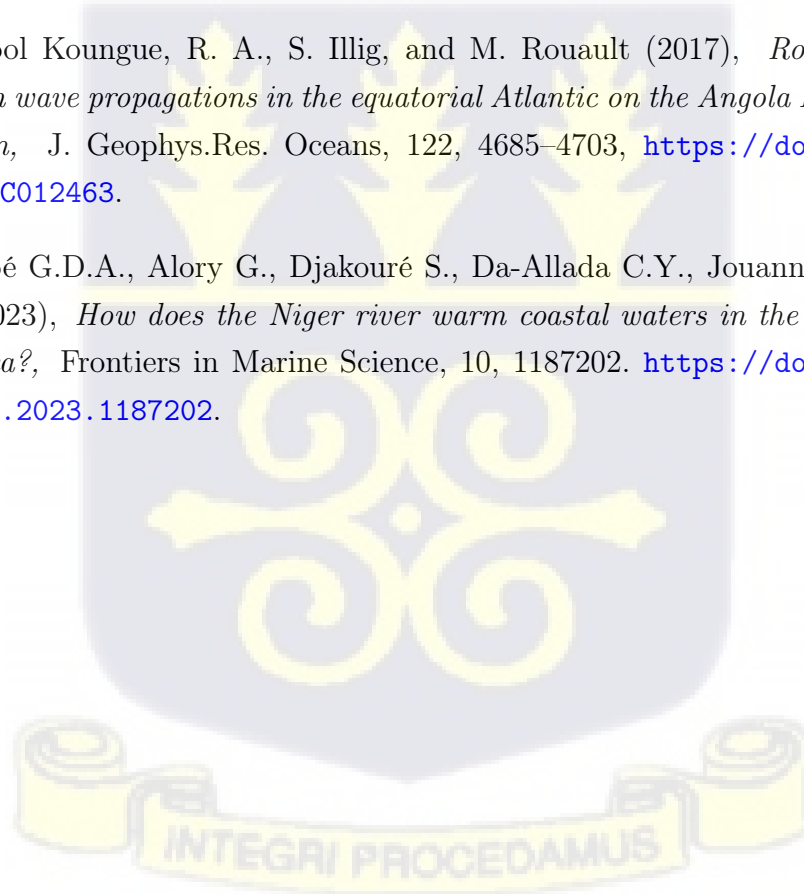 ool Koungue, R. A., S. Illig, and M. Rouault (2017), Ro
n wave propagations in the equatorial Atlantic on the Angola
n, J. Geophys.Res. Oceans, 122, 4685–4703, https://do
C012463.
é G.D.A., Alory G., Djakouré S., Da-Allada C.Y., Jouann
023), How does the Niger river warm coastal waters in the
a?, Frontiers in Marine Science, 10, 1187202. https://do
.2023.1187202.
INTEGRI PROCEDAMUS